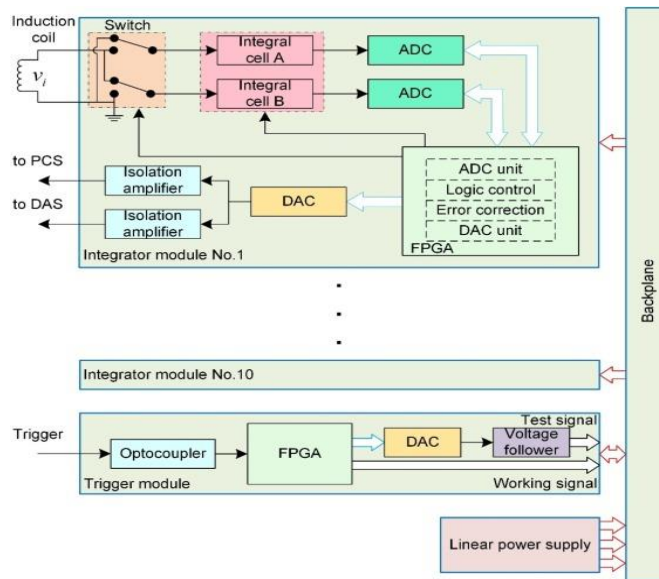 Induction
coil
Switch
v_i
Integral
cell A
ADC
Integral
cell B
ADC
to PCS
Isolation
amplifier
to DAS
Isolation
amplifier
DAC
ADC unit
Logic control
Error correction
DAC unit
FPGA
Integrator module No.1
Backplane
Integrator module No.10
Trigger
Optocoupler
FPGA
DAC
Test signal
Voltage
follower
Trigger module
Working signal
Linear power
supply